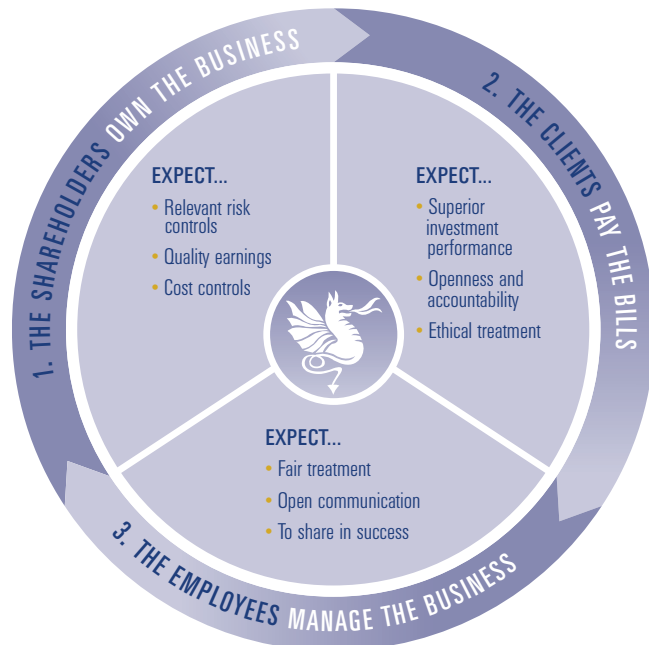 1. THE SHAREHOLDERS OWN THE BUSINESS
EXPECT...
• Relevant risk
controls
• Quality earnings
• Cost controls
2. THE CLIENTS PAY THE BILLS
EXPECT...
• Superior
investment
performance
• Openness and
accountability
• Ethical treatment
3. THE EMPLOYEES MANAGE THE BUSINESS
EXPECT...
• Fair treatment
• Open communication
• To share in success